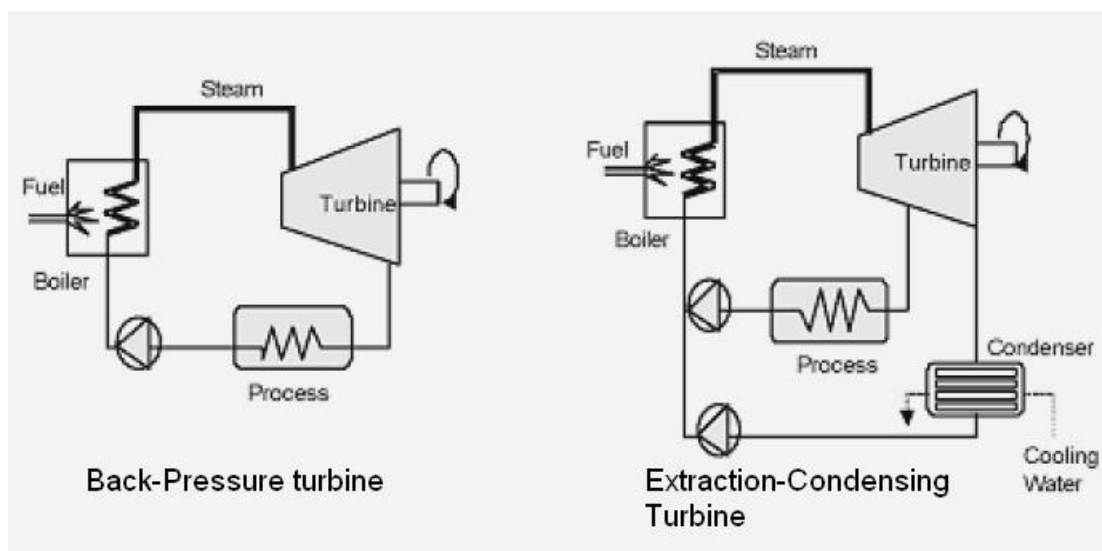 Steam
Fuel
Turbine
Boiler
Process
Back-Pressure turbine
Steam
Fuel
Turbine
Boiler
Process
Condenser
Cooling
Water
Extraction-Condensing
Turbine